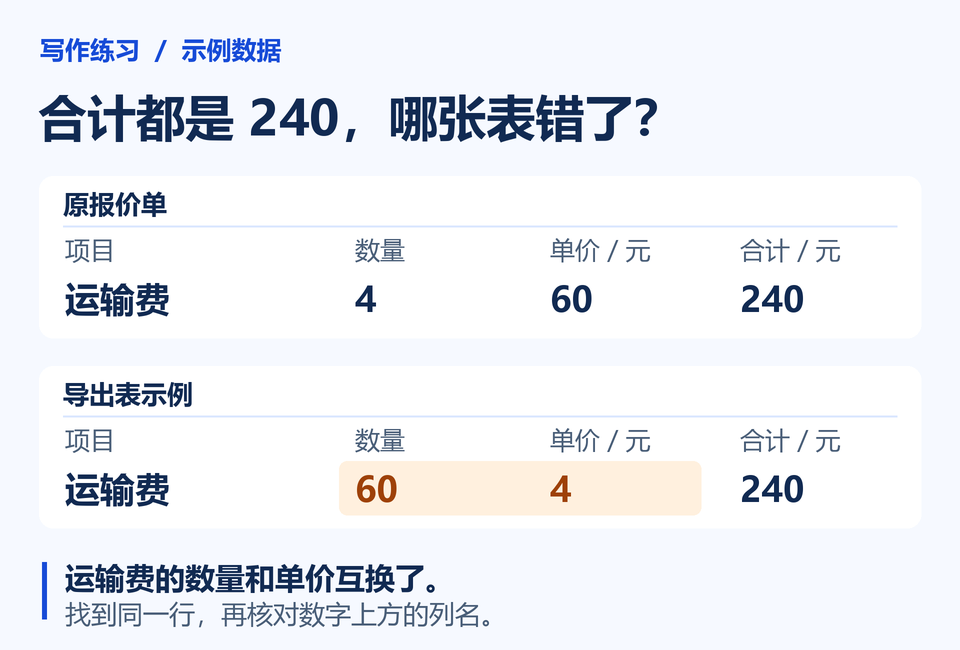 写作练习 / 示例数据
合计都是 240，哪张表错了？
原报价单
项目 数量 单价 / 元 合计 / 元
运输费 4 60 240
导出表示例
项目 数量 单价 / 元 合计 / 元
运输费 60 4 240
运输费的数量和单价互换了。
找到同一行，再核对数字上方的列名。